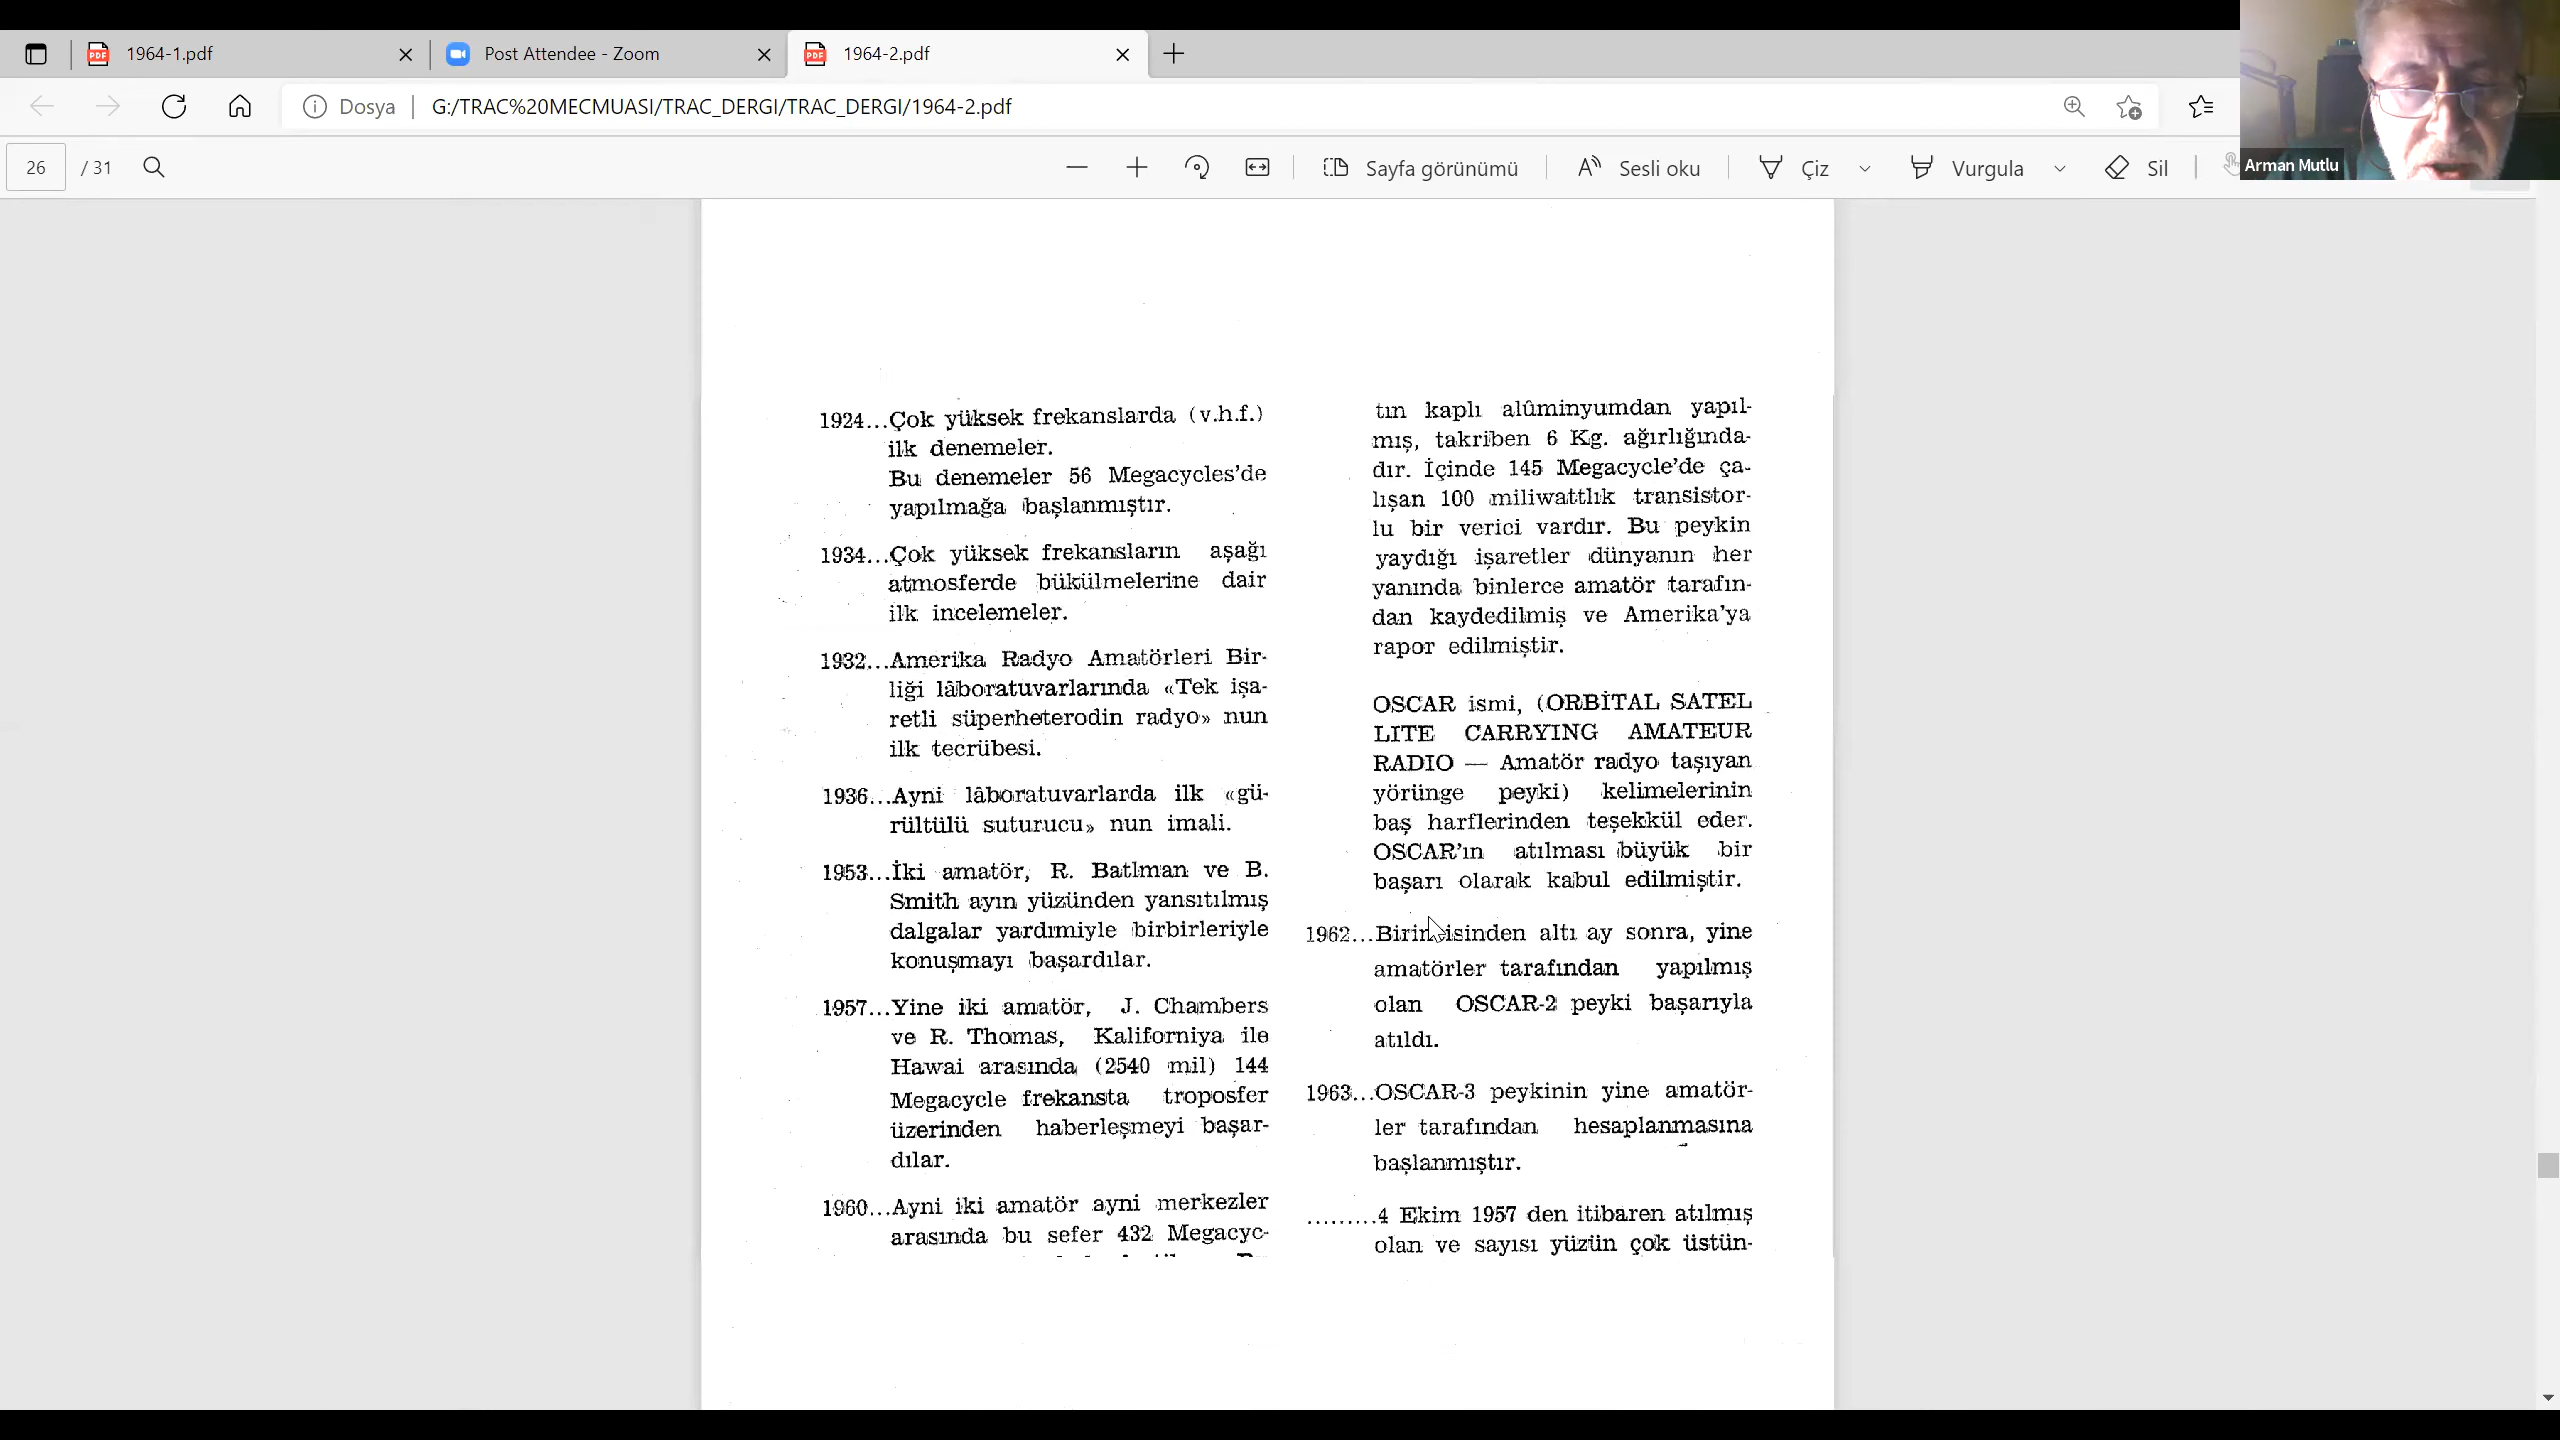 1964-1.pdf
Post Attendee - Zoom
1964-2.pdf
Dosya
G:/TRAC%20MECMUASI/TRAC_DERGI/TRAC_DERGI/1964-2.pdf
26 / 31
Sayfa görünümü
Sesli oku
Çiz
Vurgula
Sil
Arman Mutlu
1924...Çok yüksek frekanslarda (v.h.f.)
ilk denemeler.
Bu denemeler 56 Megacycles'de
yapılmağa başlanmıştır.
1934...Çok yüksek frekansların aşağı
atmosferde bükülmelerine dair
ilk incelemeler.
1932...Amerika Radyo Amatörleri Bir-
liği lâboratuvarlarında «Tek işa-
retli süperheterodin radyo» nun
ilk tecrübesi.
1936...Ayni lâboratuvarlarda ilk «gü-
rültülü suturucu» nun imali.
1953...İki amatör, R. Batlman ve B.
Smith ayın yüzünden yansıtılmış
dalgalar yardımiyle birbirleriyle
konuşmayı başardılar.
1957...Yine iki amatör, J. Chambers
ve R. Thomas, Kaliforniya ile
Hawai arasında (2540 mil) 144
Megacycle frekansta troposfer
üzerinden haberleşmeyi başar-
dılar.
1960...Ayni iki amatör ayni merkezler
arasında bu sefer 432 Megacyc-
tın kaplı alûminyumdan yapıl-
mış, takriben 6 Kg. ağırlığında-
dır. İçinde 145 Megacycle'de ça-
lışan 100 miliwattlık transistor-
lu bir verici vardır. Bu peykin
yaydığı işaretler dünyanın her
yanında binlerce amatör tarafın-
dan kaydedilmiş ve Amerika'ya
rapor edilmiştir.
OSCAR ismi, (ORBİTAL SATEL
LITE CARRYING AMATEUR
RADIO — Amatör radyo taşıyan
yörünge peyki) kelimelerinin
baş harflerinden teşekkül eder.
OSCAR'ın atılması büyük bir
başarı olarak kabul edilmiştir.
1962...Birincisinden altı ay sonra, yine
amatörler tarafından yapılmış
olan OSCAR-2 peyki başarıyla
atıldı.
1963...OSCAR-3 peykinin yine amatör-
ler tarafından hesaplanmasına
başlanmıştır.
.........4 Ekim 1957 den itibaren atılmış
olan ve sayısı yüzün çok üstün-